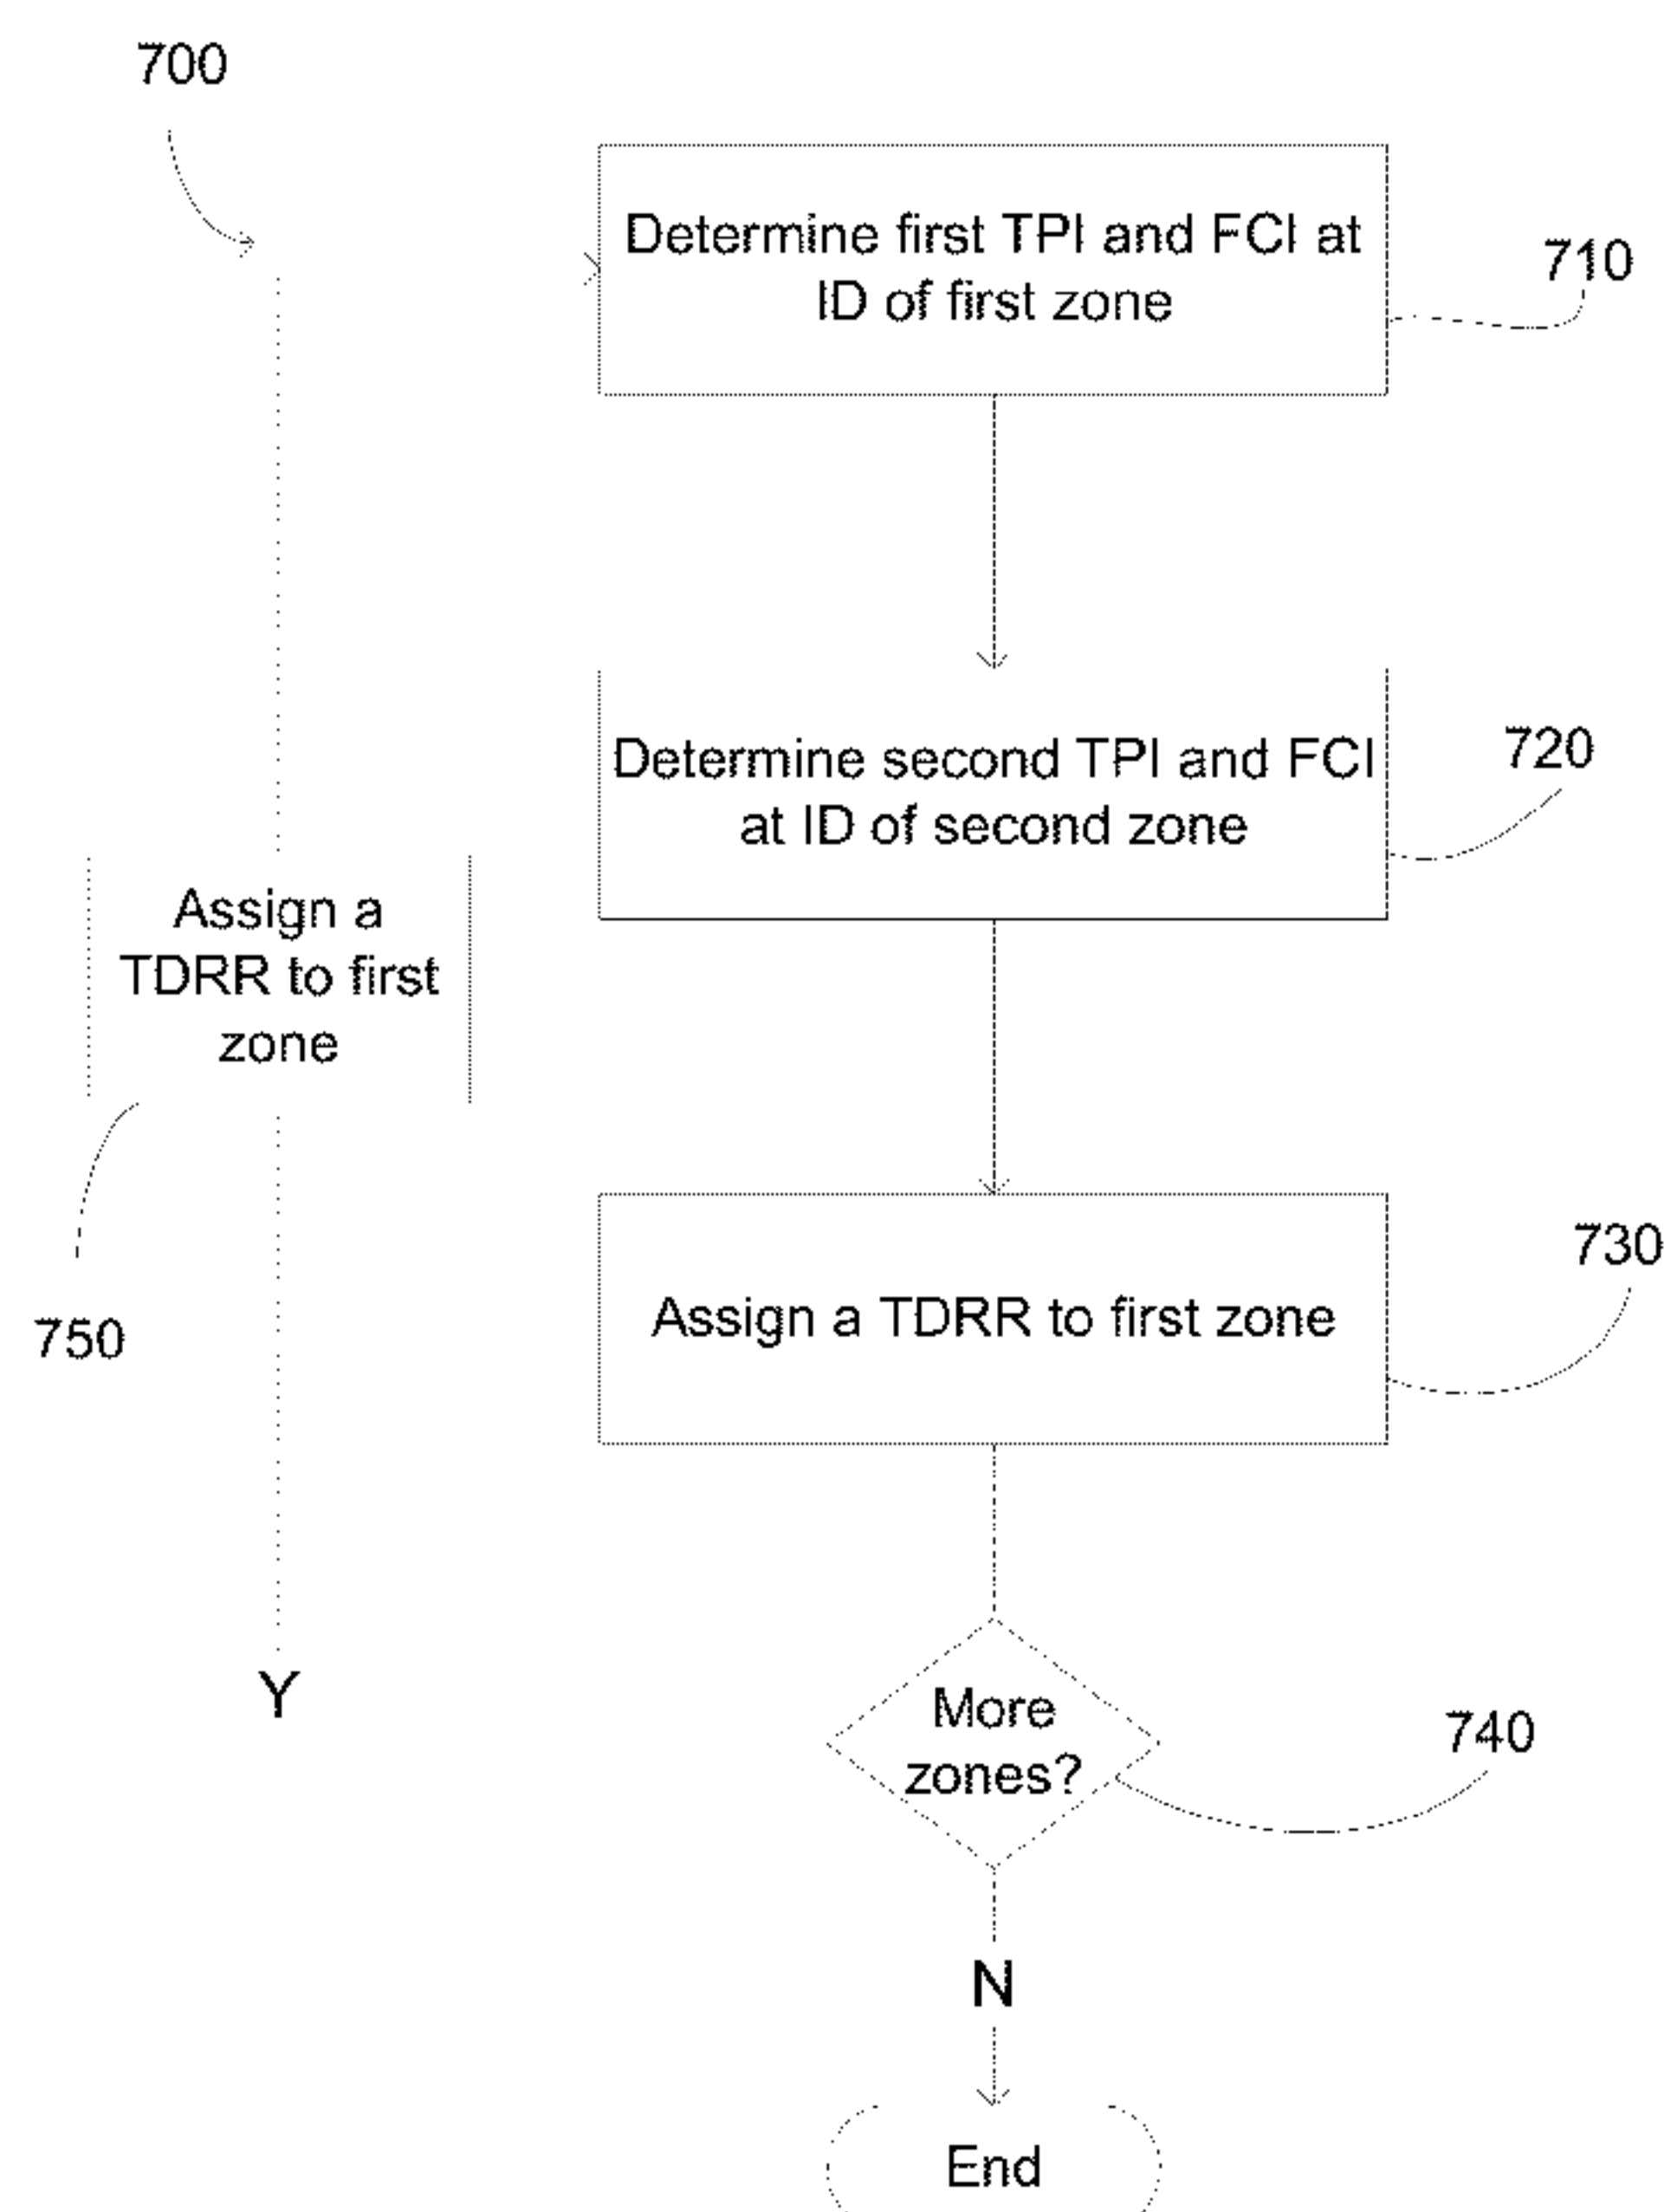 700
Determine first TPI and FCI at
ID of first zone
710
Determine second TPI and FCI
at ID of second zone
720
Assign a
TDRR to first
zone
750
Assign a TDRR to first zone
730
Y
More
zones?
740
N
End